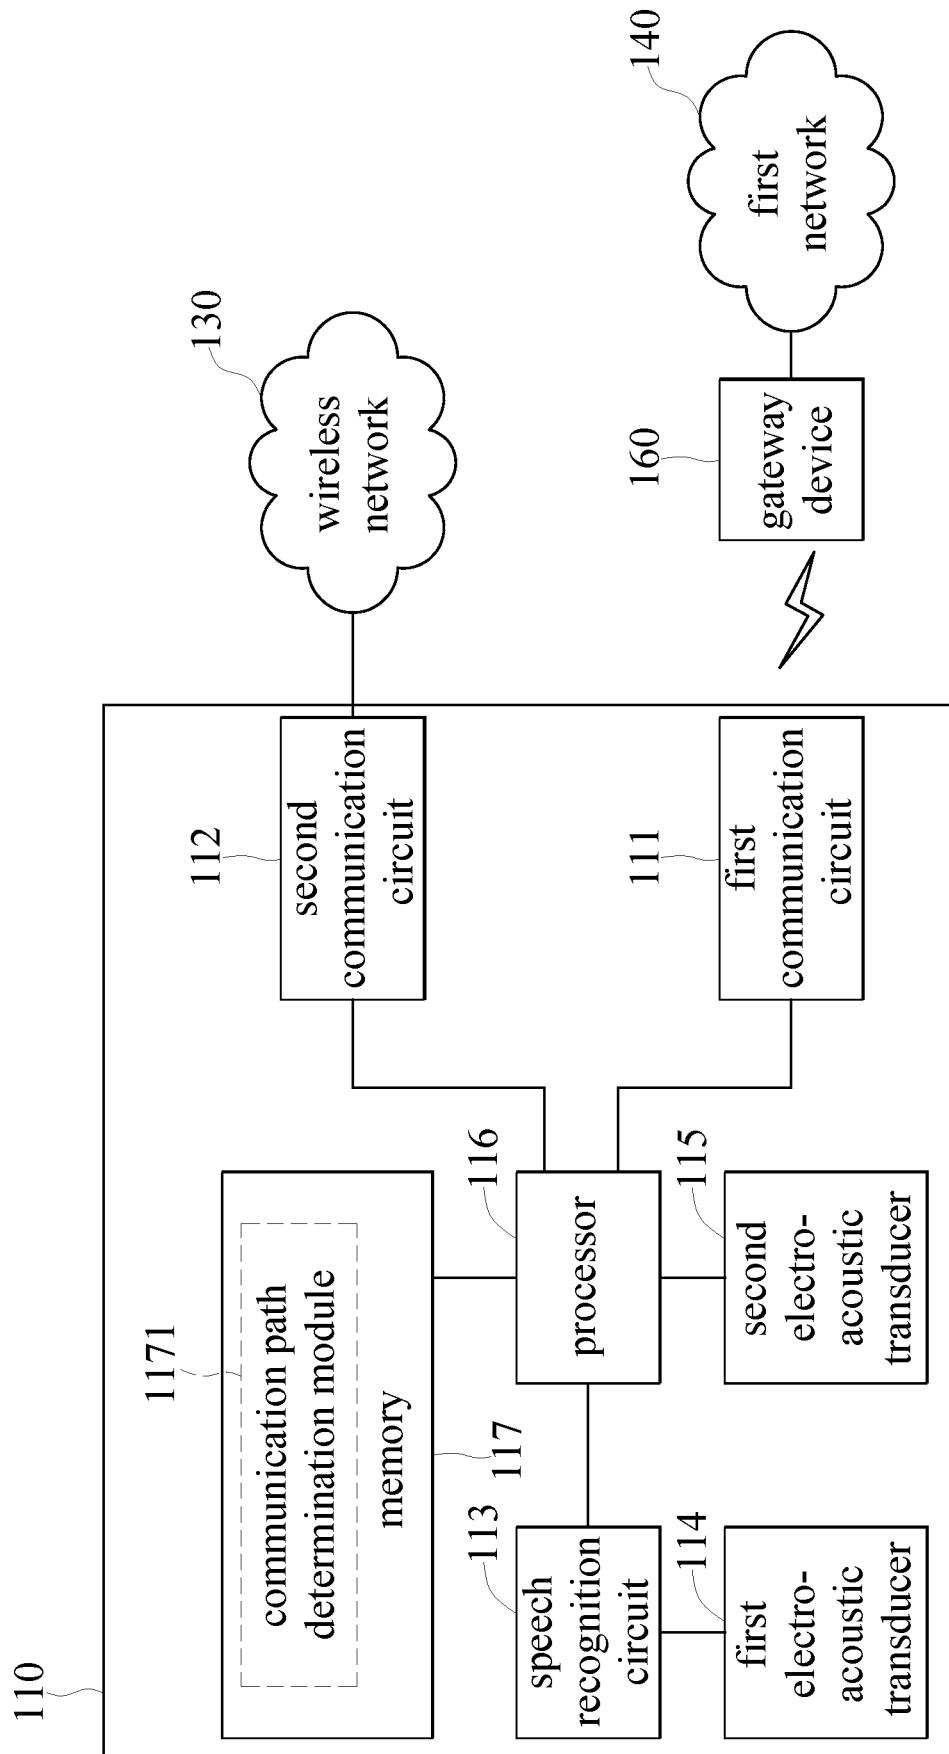 110
1171
communication path
determination module
memory
117
112
second
communication
circuit
130
wireless
network
113
speech
recognition
circuit
116
processor
114
first
electro-
acoustic
transducer
115
second
electro-
acoustic
transducer
111
first
communication
circuit
160
gateway
device
140
first
network